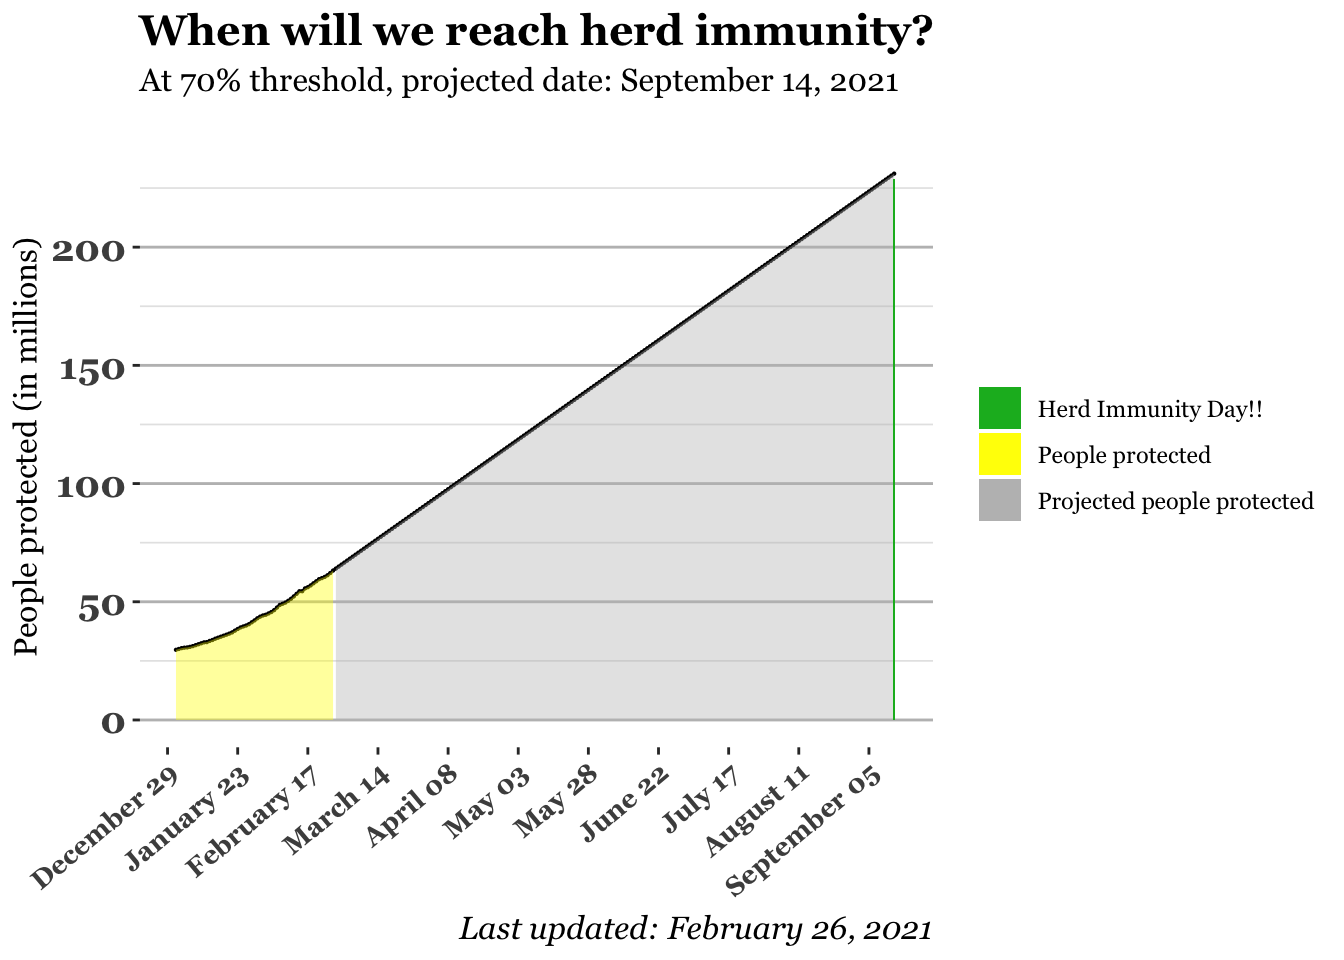 When will we reach herd immunity?
At 70% threshold, projected date: September 14, 2021
People protected (in millions)
200
150
100
50
0
December 29
January 23
February 17
March 14
April 08
May 03
May 28
June 22
July 17
August 11
September 05
Herd Immunity Day!!
People protected
Projected people protected
Last updated: February 26, 2021